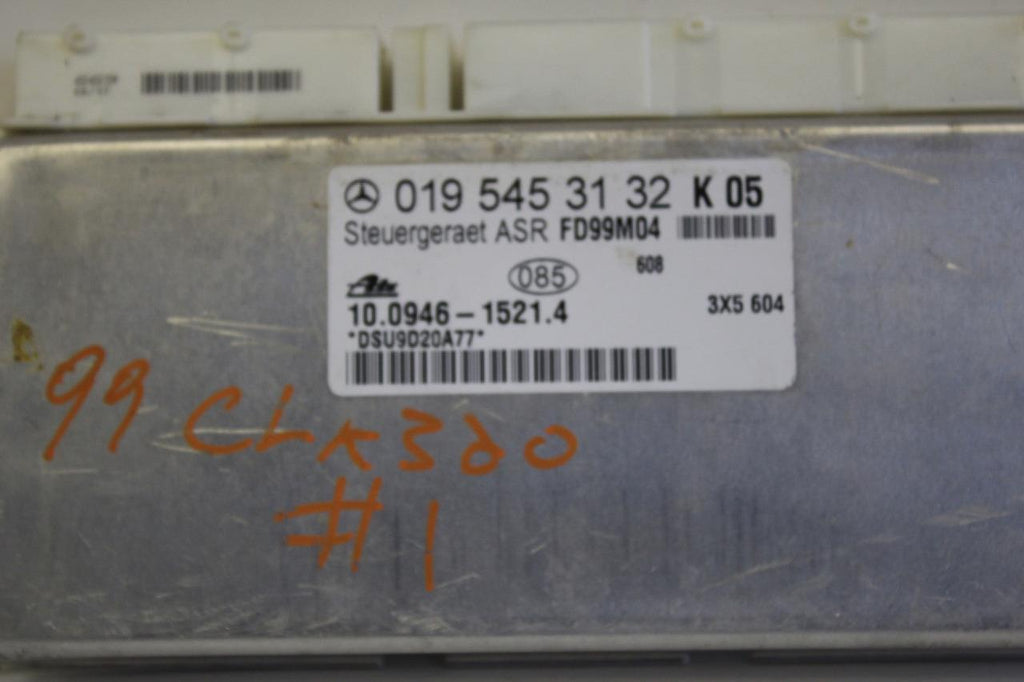 019 545 31 32 K 05
Steuergeraet ASR FD99M04
608
085
Ate
10.0946-1521.4
3X5 604
*DSU9D20A77*
99 CLK320
#1